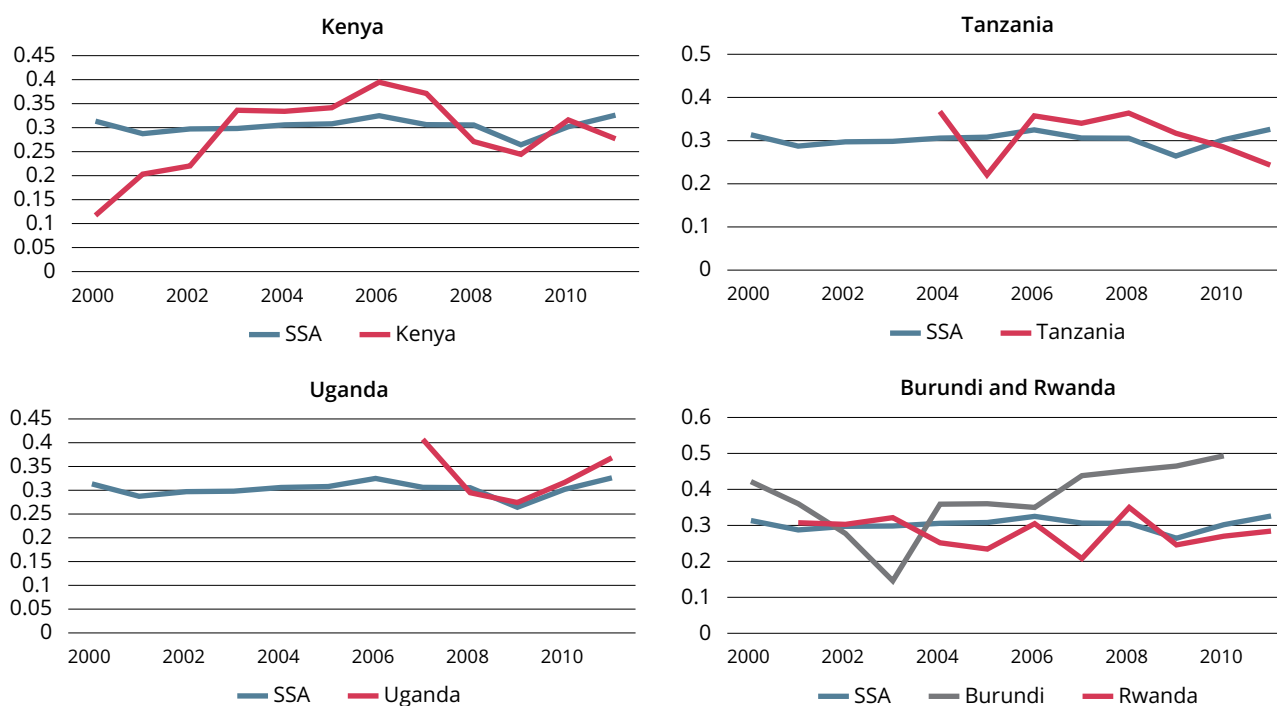 Kenya
0.45
0.4
0.35
0.3
0.25
0.2
0.15
0.1
0.05
0
2000 2002 2004 2006 2008 2010
SSA Kenya
Tanzania
0.5
0.4
0.3
0.2
0.1
0
2000 2002 2004 2006 2008 2010
SSA Tanzania
Uganda
0.45
0.4
0.35
0.3
0.25
0.2
0.15
0.1
0.05
0
2000 2002 2004 2006 2008 2010
SSA Uganda
Burundi and Rwanda
0.6
0.5
0.4
0.3
0.2
0.1
0
2000 2002 2004 2006 2008 2010
SSA Burundi Rwanda